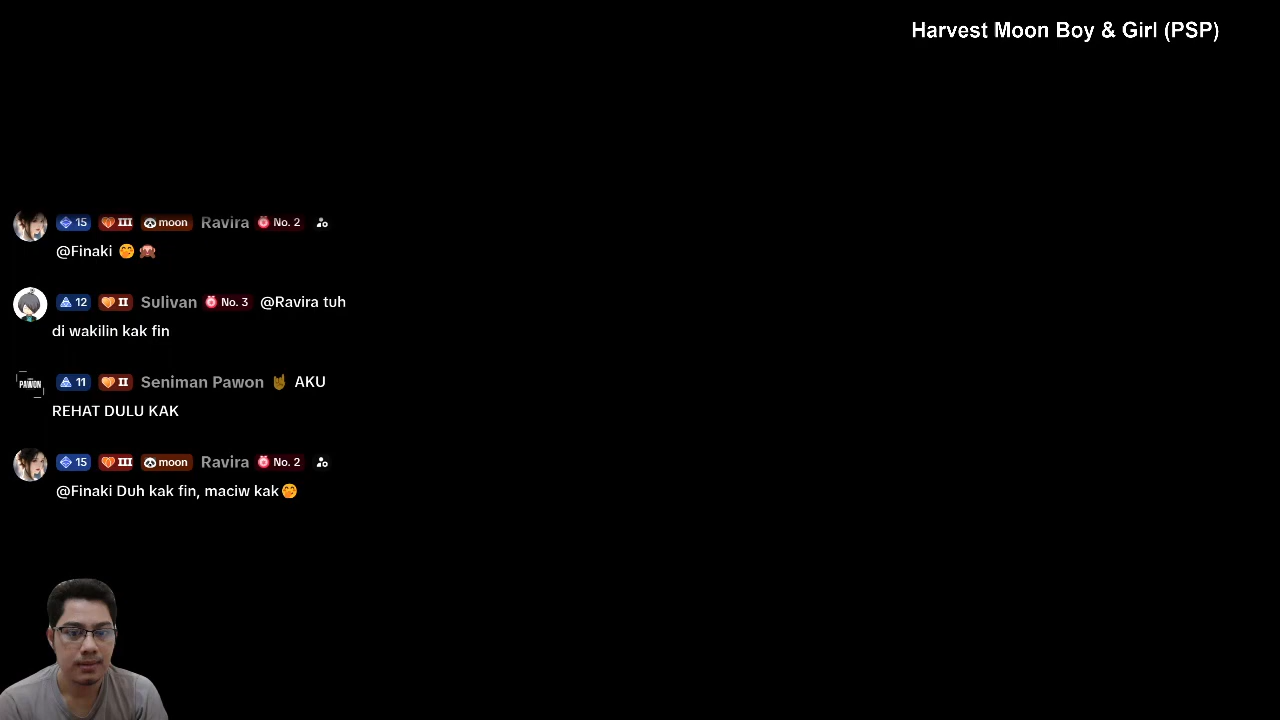 Harvest Moon Boy & Girl (PSP)
15 III moon Ravira No. 2
@Finaki 🤭 🙊
12 II Sulivan No. 3 @Ravira tuh
di wakilin kak fin
PAWON
11 II Seniman Pawon 🤘 AKU
REHAT DULU KAK
15 III moon Ravira No. 2
@Finaki Duh kak fin, maciw kak🤭